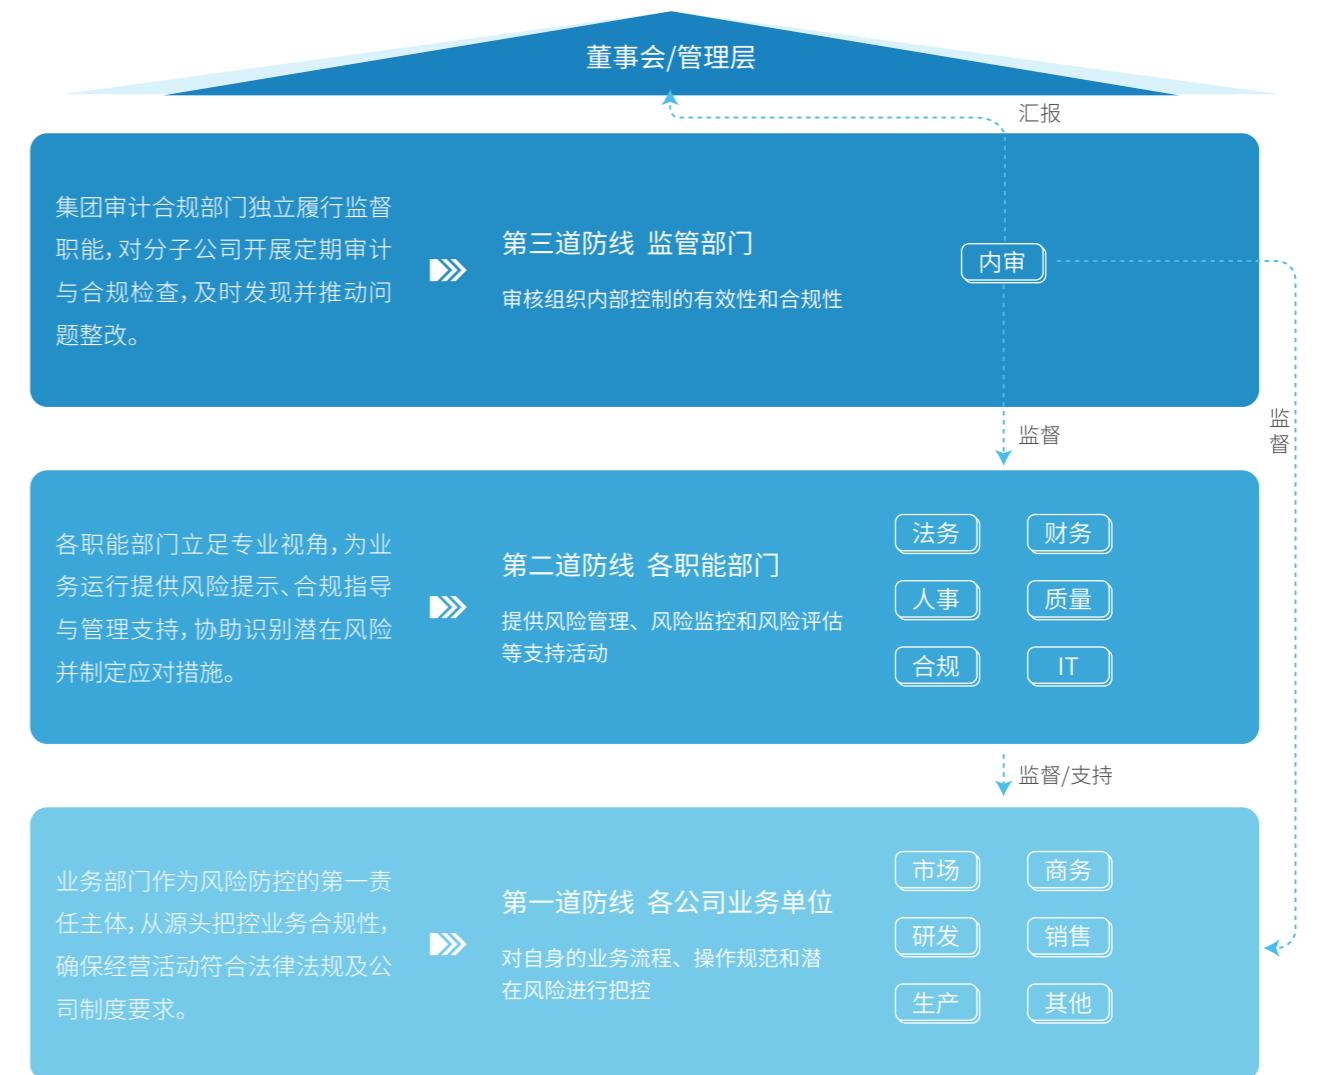 董事会/管理层
汇报
集团审计合规部门独立履行监督
职能，对分子公司开展定期审计
与合规检查，及时发现并推动问
题整改。
第三道防线 监管部门
审核组织内部控制的有效性和合规性
内审
监督
监
督
各职能部门立足专业视角，为业
务运行提供风险提示、合规指导
与管理支持，协助识别潜在风险
并制定应对措施。
第二道防线 各职能部门
提供风险管理、风险监控和风险评估
等支持活动
法务
财务
人事
质量
合规
IT
监督/支持
业务部门作为风险防控的第一责
任主体，从源头把控业务合规性，
确保经营活动符合法律法规及公
司制度要求。
第一道防线 各公司业务单位
对自身的业务流程、操作规范和潜
在风险进行把控
市场
商务
研发
销售
生产
其他